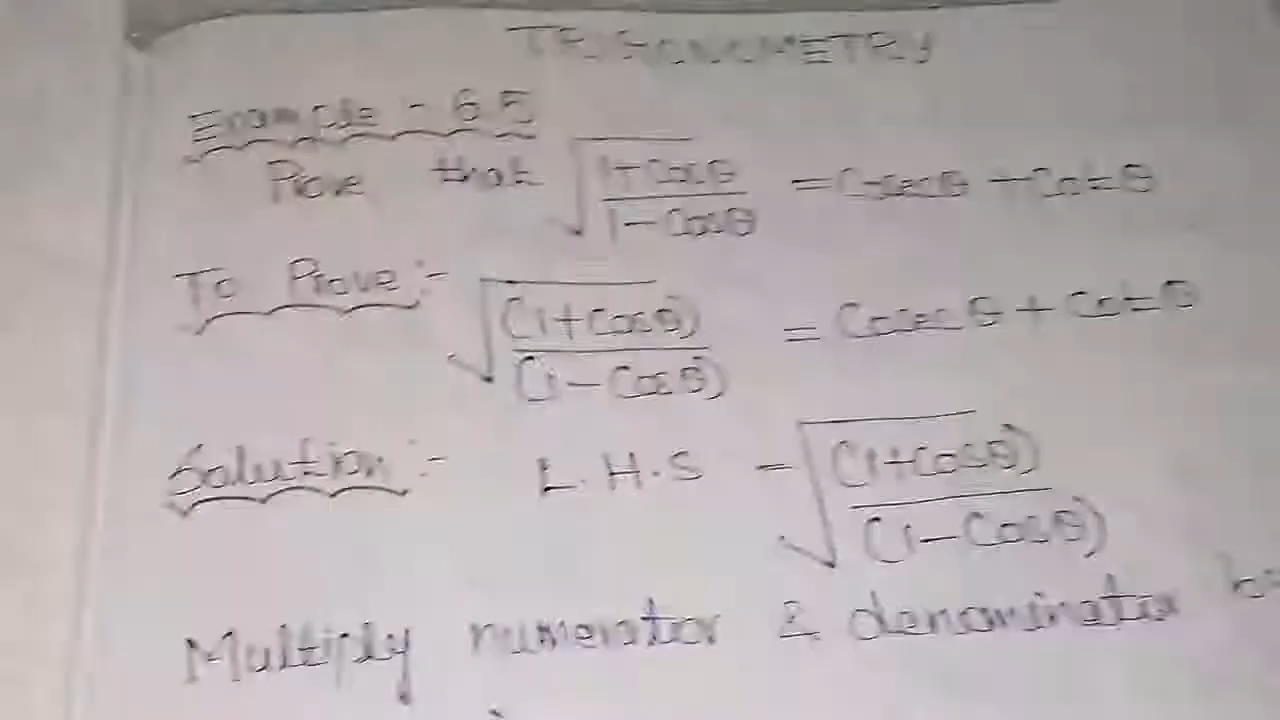 TRIGONOMETRY
Example :- 6.5
Prove that √(1+Cosθ)/(1-Cosθ) = Cosecθ + Cotθ
To Prove :- √(1+Cosθ)/(1-Cosθ) = Cosecθ + Cotθ
Solution :- L.H.S = √(1+Cosθ)/(1-Cosθ)
Multiply numerator & denominator